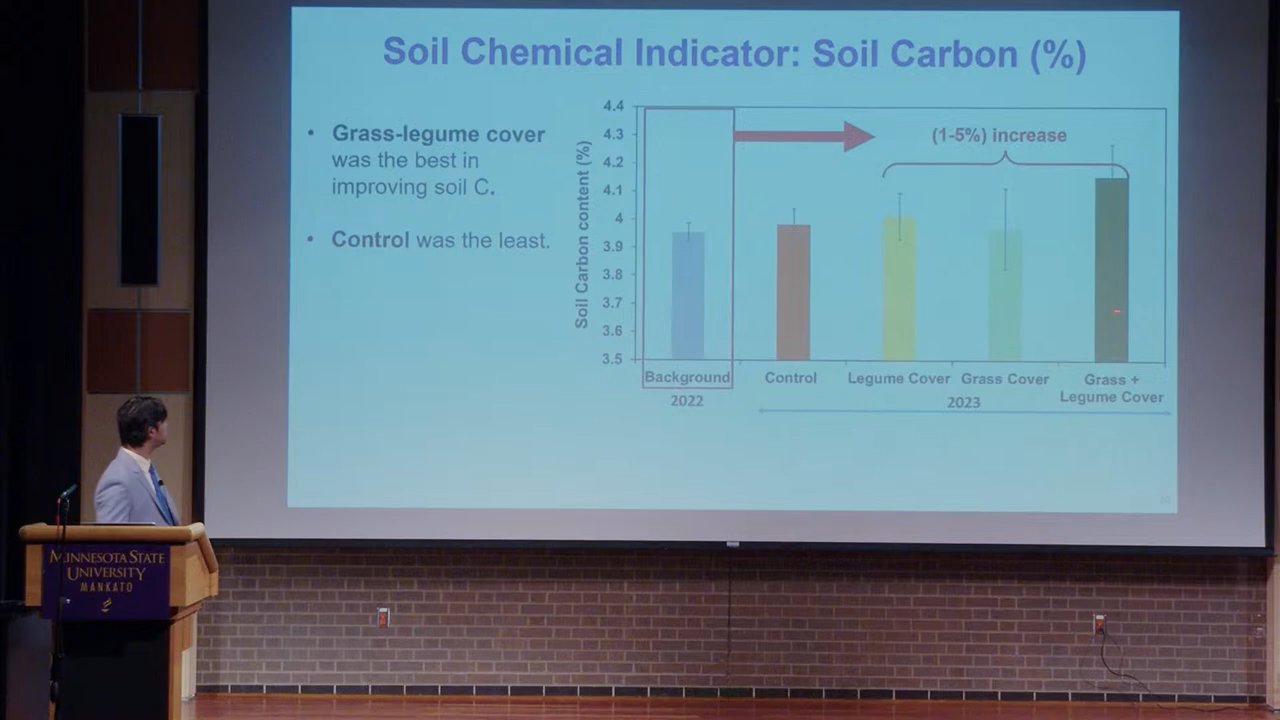 Soil Chemical Indicator: Soil Carbon (%)
• Grass-legume cover
was the best in
improving soil C.
• Control was the least.
Soil Carbon content (%)
4.4
4.3
4.2
4.1
4
3.9
3.8
3.7
3.6
3.5
(1-5%) increase
Background
Control
Legume Cover
Grass Cover
Grass +
Legume Cover
2022
2023
MINNESOTA STATE
UNIVERSITY
MANKATO